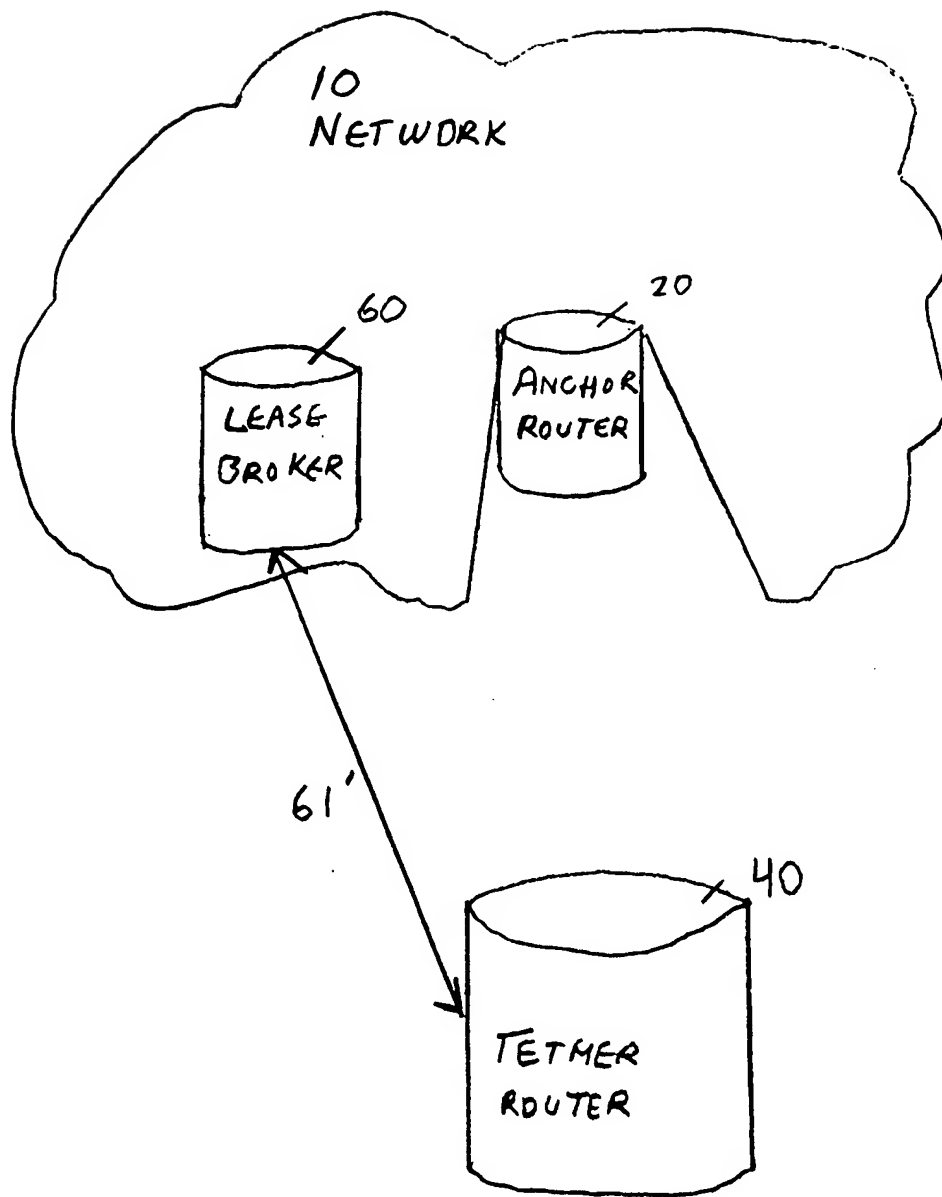 10
NETWORK
60
20
LEASE
BROKER
ANCHOR
ROUTER
61'
40
TETHER
ROUTER